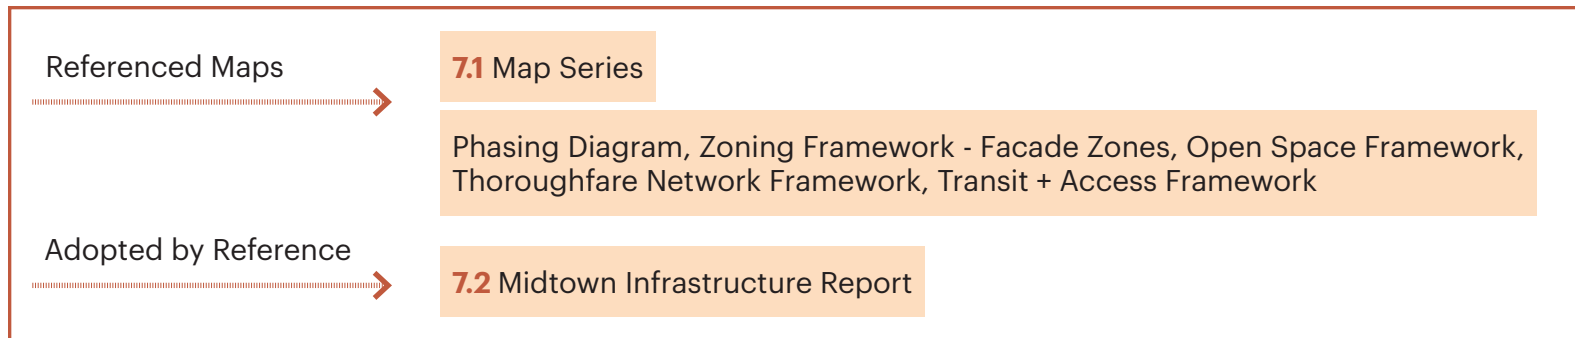 Referenced Maps
7.1 Map Series
Phasing Diagram, Zoning Framework - Facade Zones, Open Space Framework,
Thoroughfare Network Framework, Transit + Access Framework
Adopted by Reference
7.2 Midtown Infrastructure Report